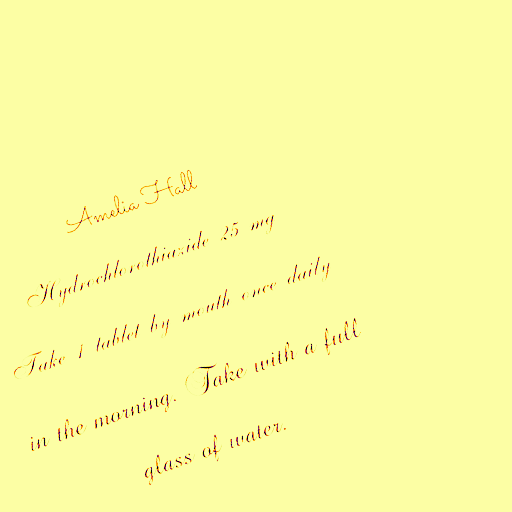 Amelia Hall
Hydrochlorothiazide 25 mg
Take 1 tablet by mouth once daily
in the morning. Take with a full
glass of water.